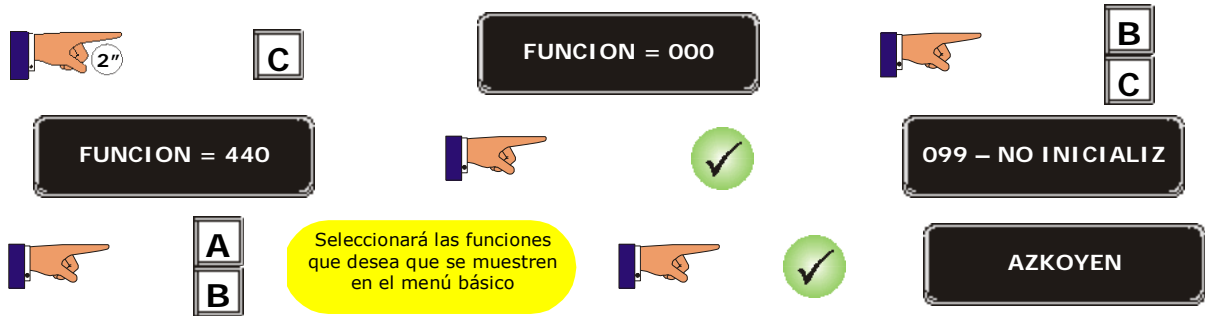 2”
C
FUNCION = 000
B
C
FUNCION = 440
099 – NO INICIALIZ
A
B
Seleccionará las funciones
que desea que se muestren
en el menú básico
AZKOYEN